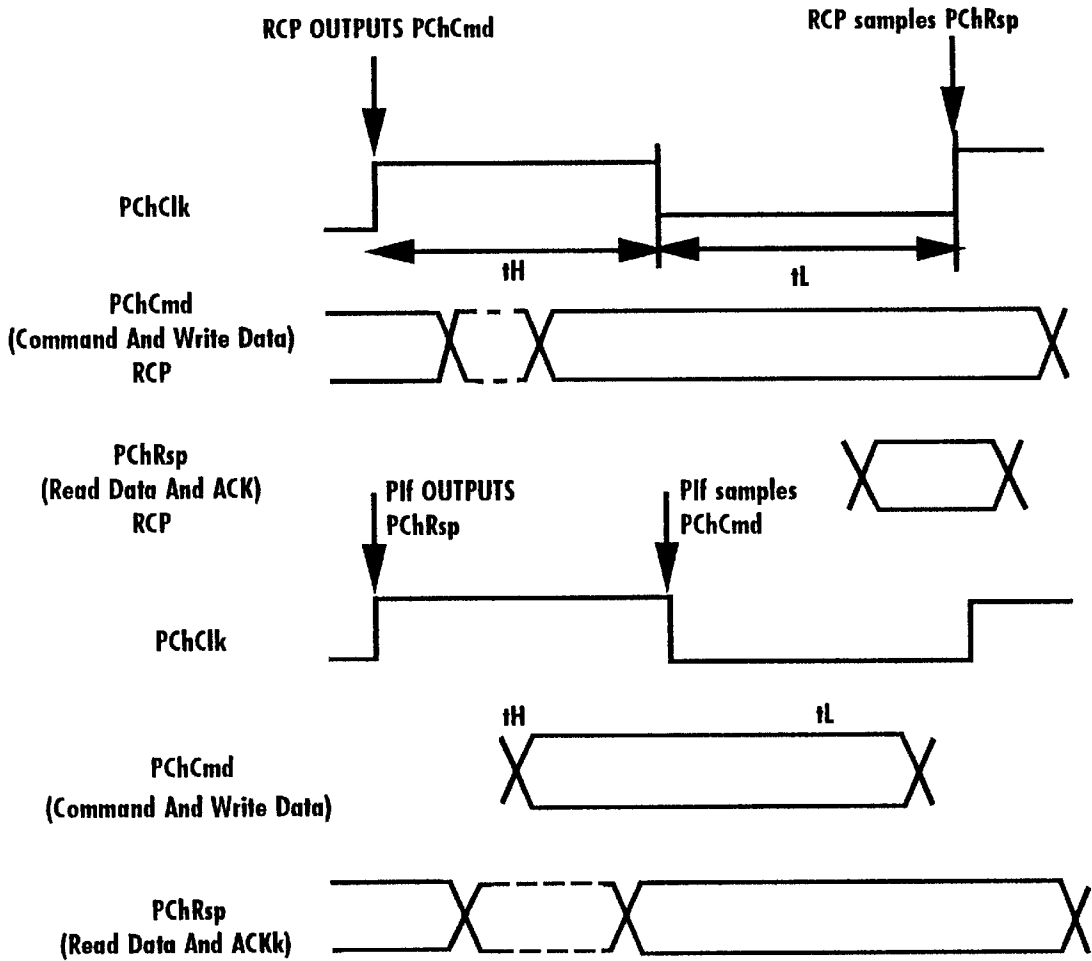 RCP OUTPUTS PChCmd
RCP samples PChRsp
PChClk
tH
tL
PChCmd
(Command And Write Data)
RCP
PChRsp
(Read Data And ACK)
RCP
PIf OUTPUTS
PChRsp
PIf samples
PChCmd
PChClk
tH
tL
PChCmd
(Command And Write Data)
PChRsp
(Read Data And ACKk)